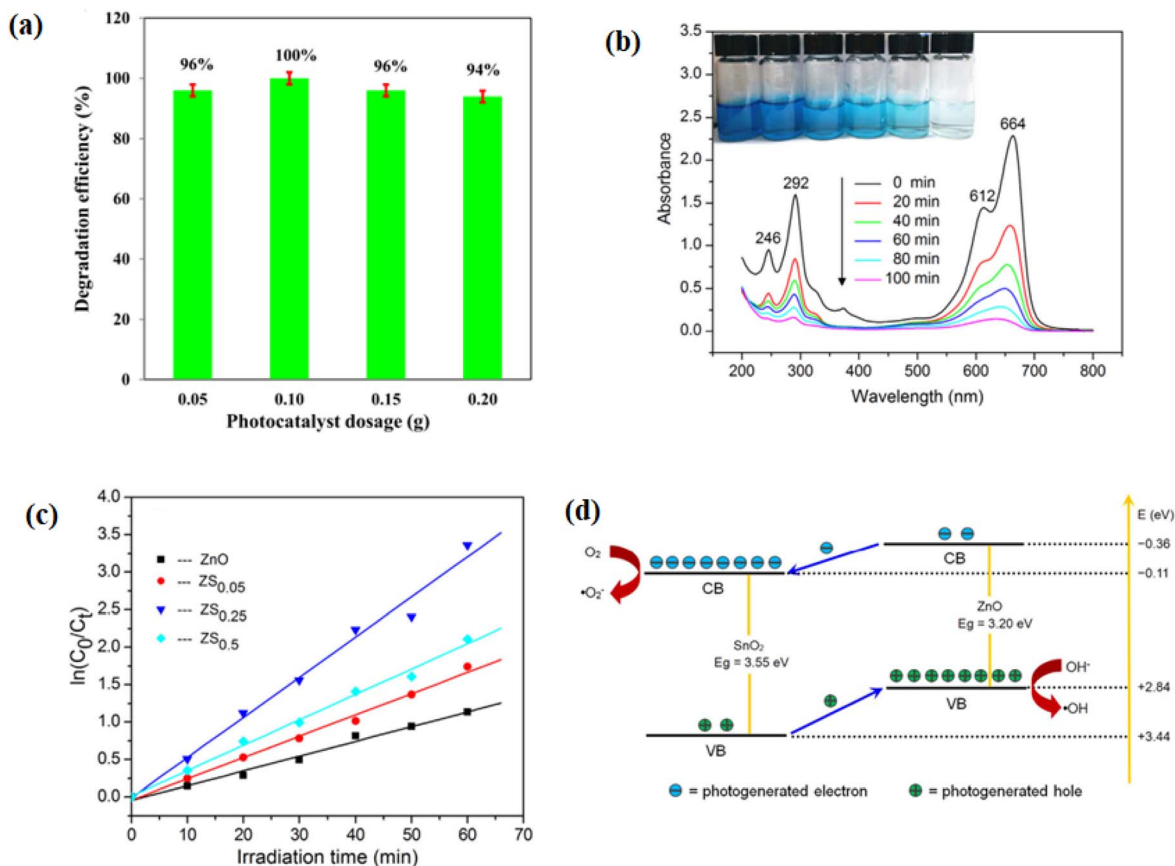 (a)
Degradation efficiency (%)
120
100
80
60
40
20
0
96%
100%
96%
94%
0.05
0.10
0.15
0.20
Photocatalyst dosage (g)
(b)
Absorbance
3.5
3.0
2.5
2.0
1.5
1.0
0.5
0.0
246
292
612
664
0 min
20 min
40 min
60 min
80 min
100 min
200
300
400
500
600
700
800
Wavelength (nm)
(c)
ln(C₀/Cₜ)
4.0
3.5
3.0
2.5
2.0
1.5
1.0
0.5
0.0
--- ZnO
--- ZS₀.₀₅
--- ZS₀.₂₅
--- ZS₀.₅
0
10
20
30
40
50
60
70
Irradiation time (min)
(d)
E (eV)
−0.36
−0.11
+2.84
+3.44
O₂
•O₂⁻
CB
CB
SnO₂
Eg = 3.55 eV
ZnO
Eg = 3.20 eV
OH⁻
•OH
VB
VB
= photogenerated electron
= photogenerated hole